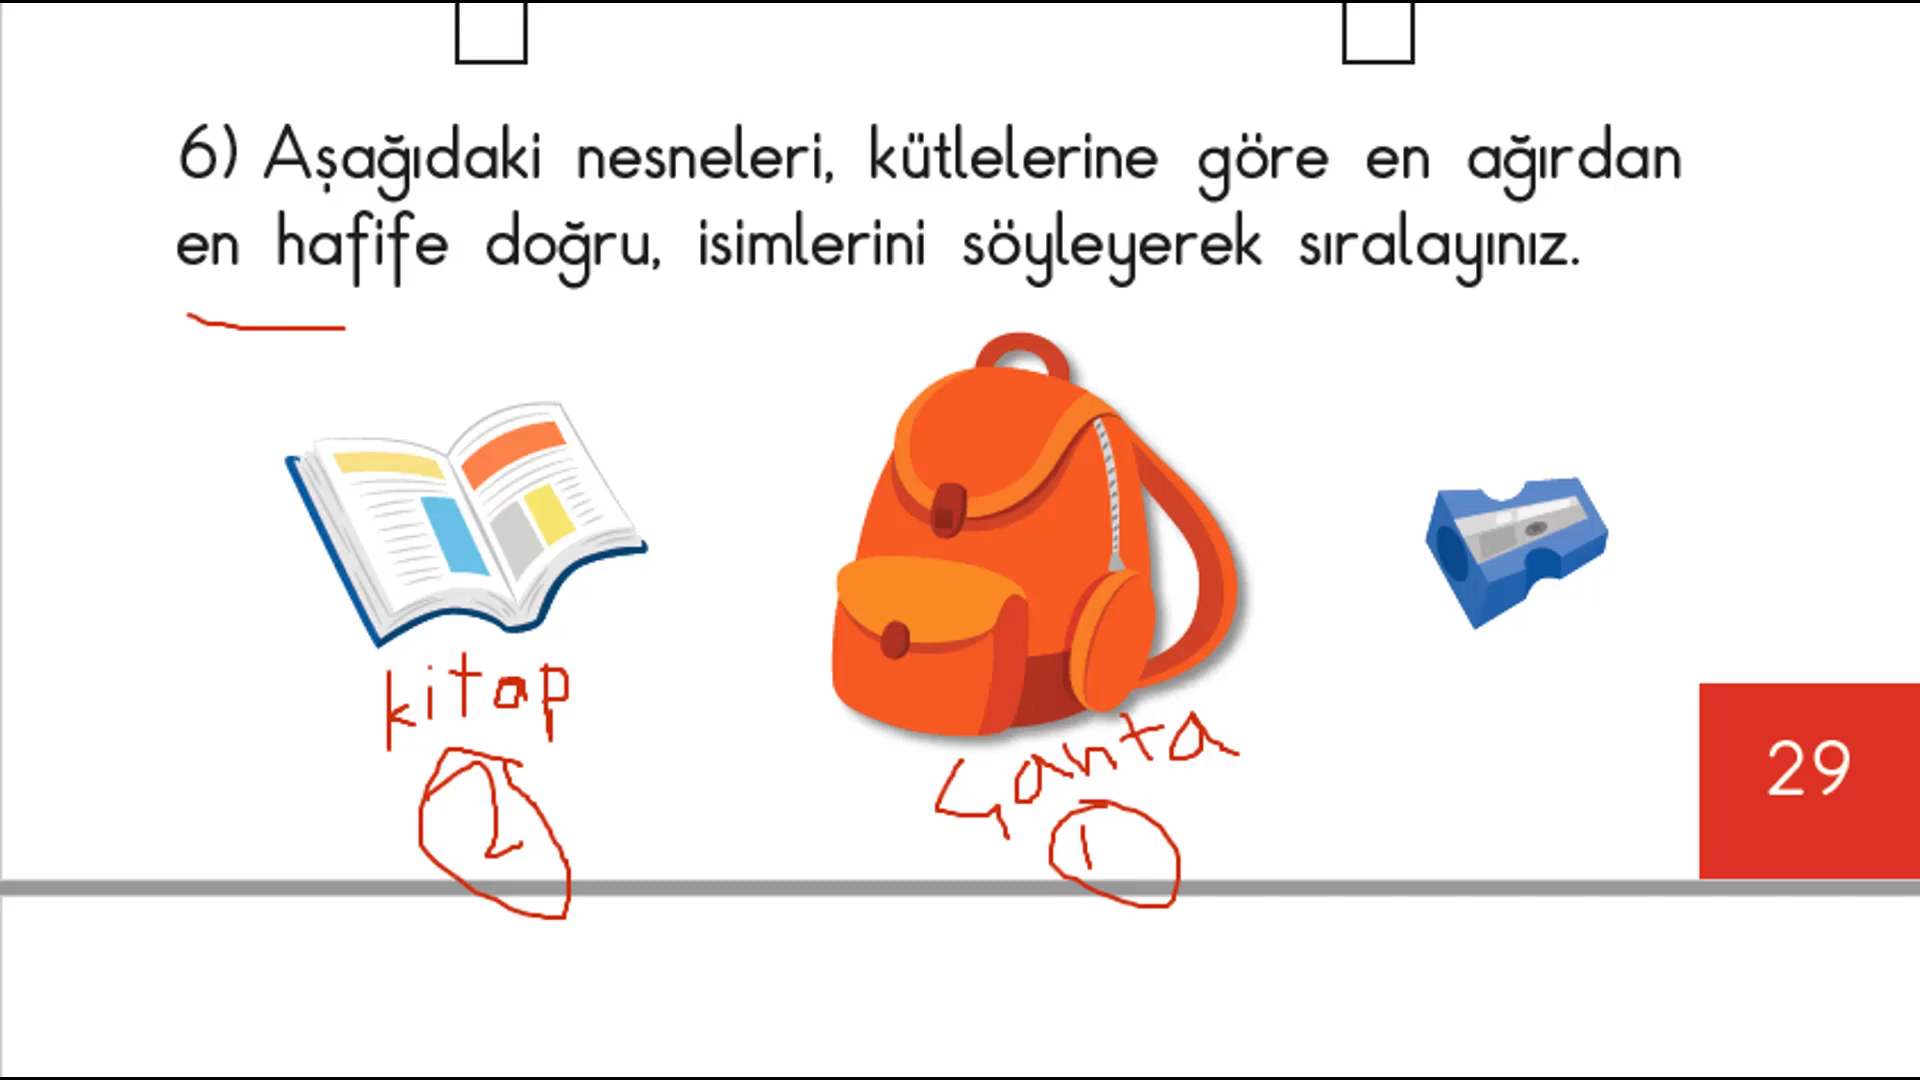 6) Aşağıdaki nesneleri, kütlelerine göre en ağırdan
en hafife doğru, isimlerini söyleyerek sıralayınız.
kitap
Çanta
2
1
29